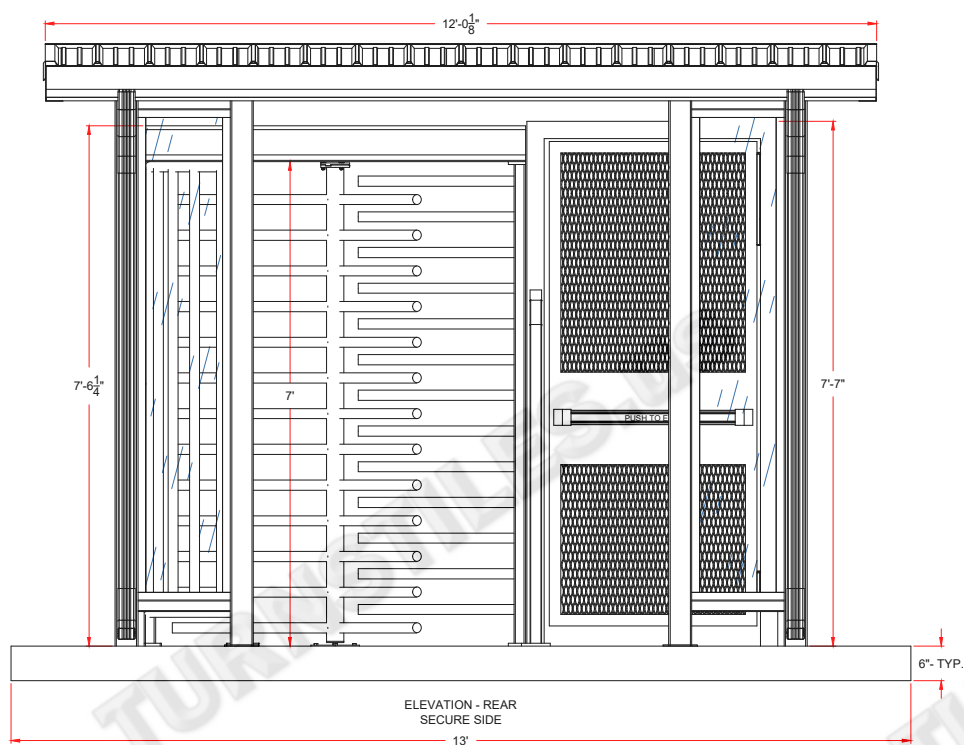 12'-0 1/8"
7'-6 1/4"
7'
7'-7"
PUSH TO E
6"- TYP.
ELEVATION - REAR
SECURE SIDE
13'
TURNSTILES.us